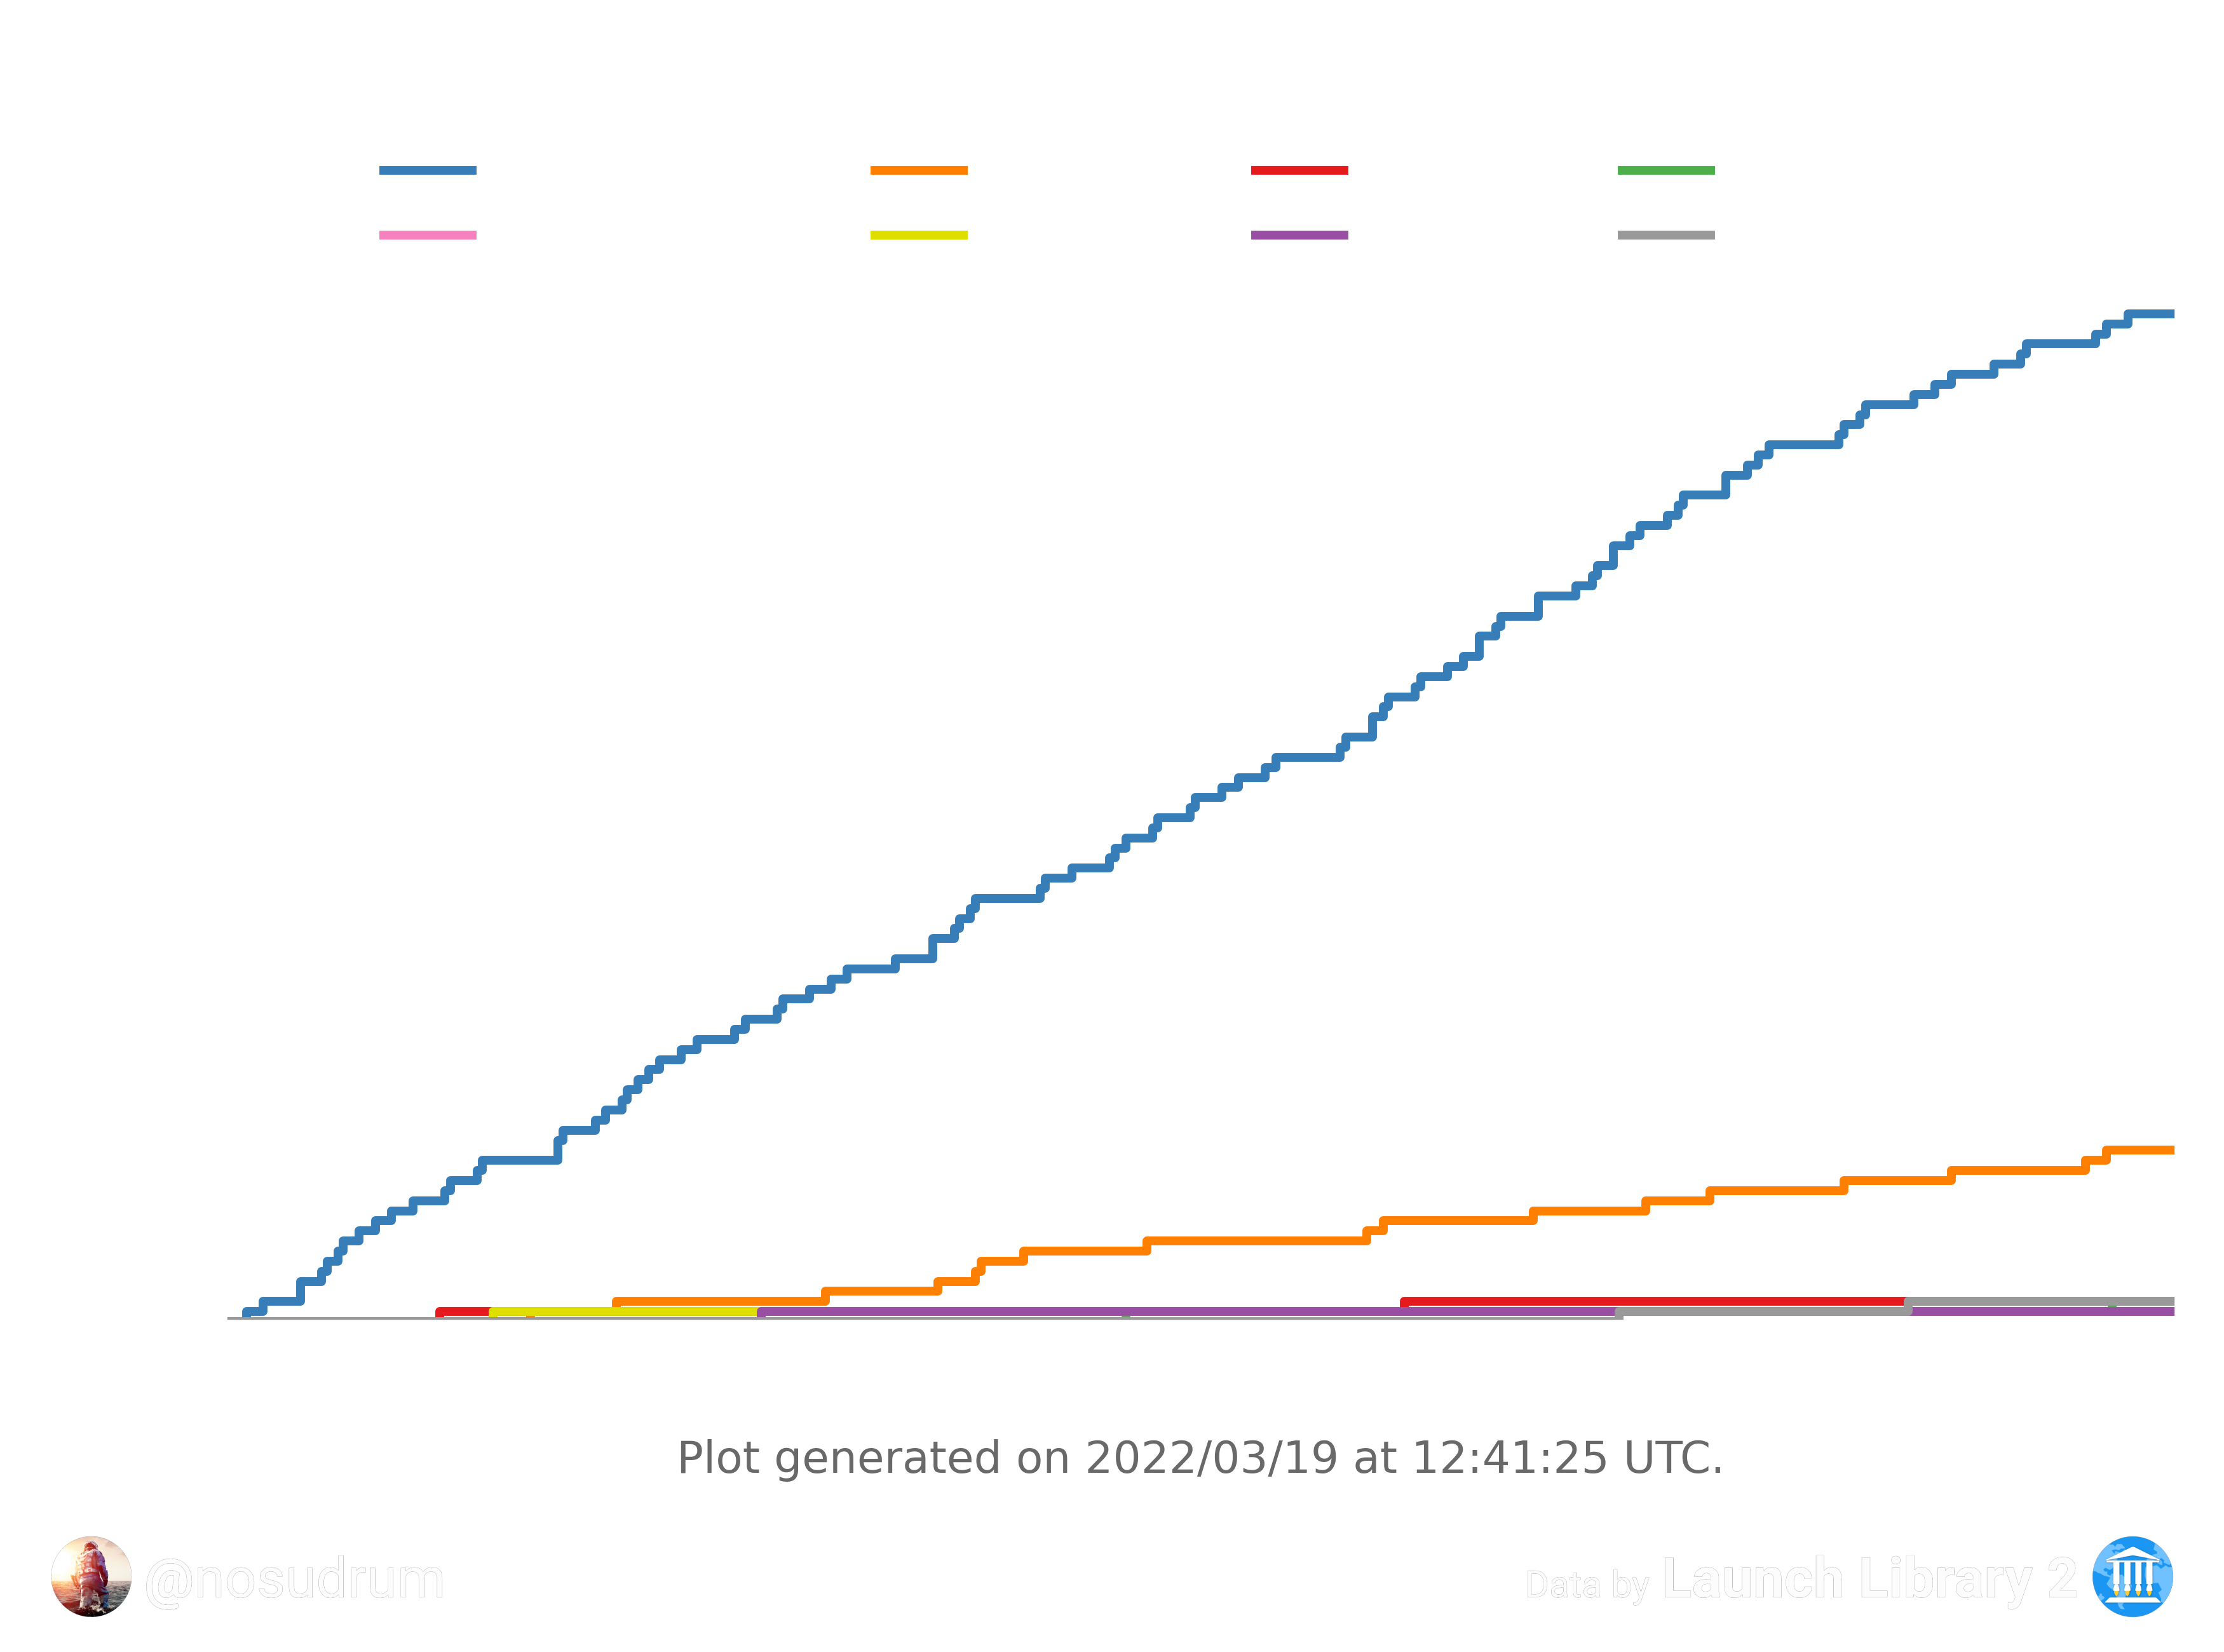 Plot generated on 2022/03/19 at 12:41:25 UTC.
@nosudrum
Data by Launch Library 2